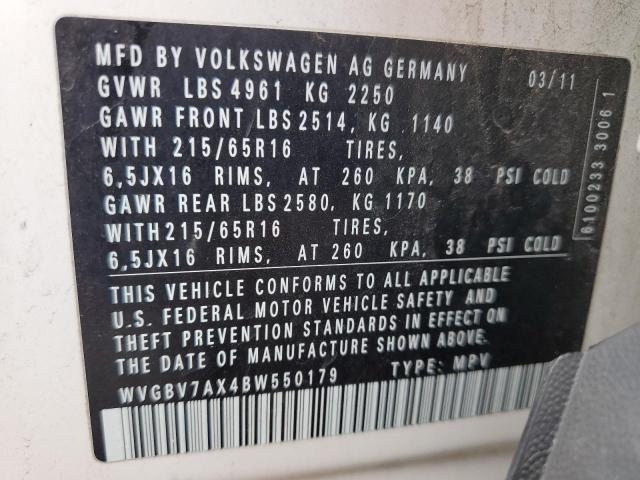 MFD BY VOLKSWAGEN AG GERMANY 03/11
GVWR LBS 4961 KG 2250
GAWR FRONT LBS 2514, KG 1140
WITH 215/65R16 TIRES,
6,5JX16 RIMS, AT 260 KPA, 38 PSI COLD
GAWR REAR LBS 2580, KG 1170
WITH 215/65R16 TIRES,
6,5JX16 RIMS, AT 260 KPA, 38 PSI COLD
THIS VEHICLE CONFORMS TO ALL APPLICABLE
U.S. FEDERAL MOTOR VEHICLE SAFETY AND
THEFT PREVENTION STANDARDS IN EFFECT ON
THE DATE OF MANUFACTURE SHOWN ABOVE.
WVGBV7AX4BW550179 TYPE: MPV
6100233 3006 1